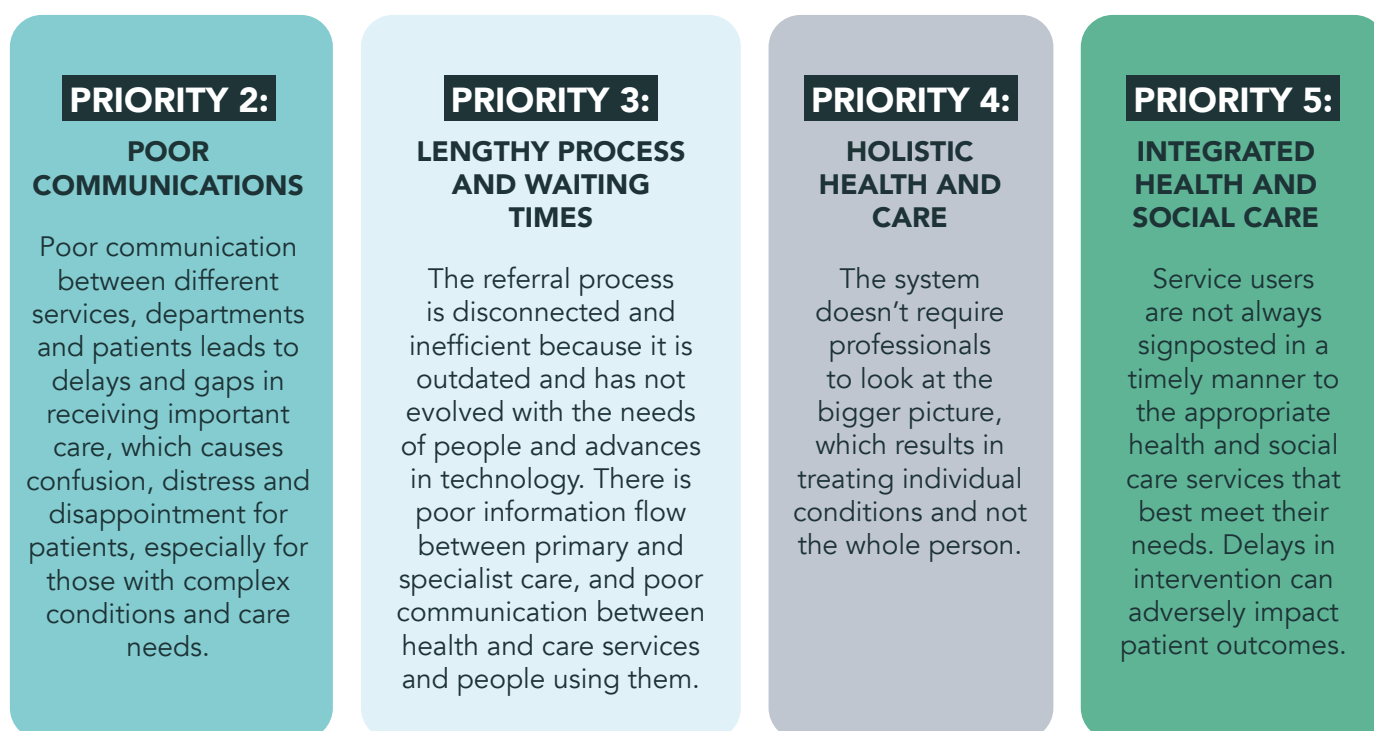 PRIORITY 2:
POOR
COMMUNICATIONS
Poor communication
between different
services, departments
and patients leads to
delays and gaps in
receiving important
care, which causes
confusion, distress and
disappointment for
patients, especially for
those with complex
conditions and care
needs.
PRIORITY 3:
LENGTHY PROCESS
AND WAITING
TIMES
The referral process
is disconnected and
inefficient because it is
outdated and has not
evolved with the needs
of people and advances
in technology. There is
poor information flow
between primary and
specialist care, and poor
communication between
health and care services
and people using them.
PRIORITY 4:
HOLISTIC
HEALTH AND
CARE
The system
doesn’t require
professionals
to look at the
bigger picture,
which results in
treating individual
conditions and not
the whole person.
PRIORITY 5:
INTEGRATED
HEALTH AND
SOCIAL CARE
Service users
are not always
signposted in a
timely manner to
the appropriate
health and social
care services that
best meet their
needs. Delays in
intervention can
adversely impact
patient outcomes.